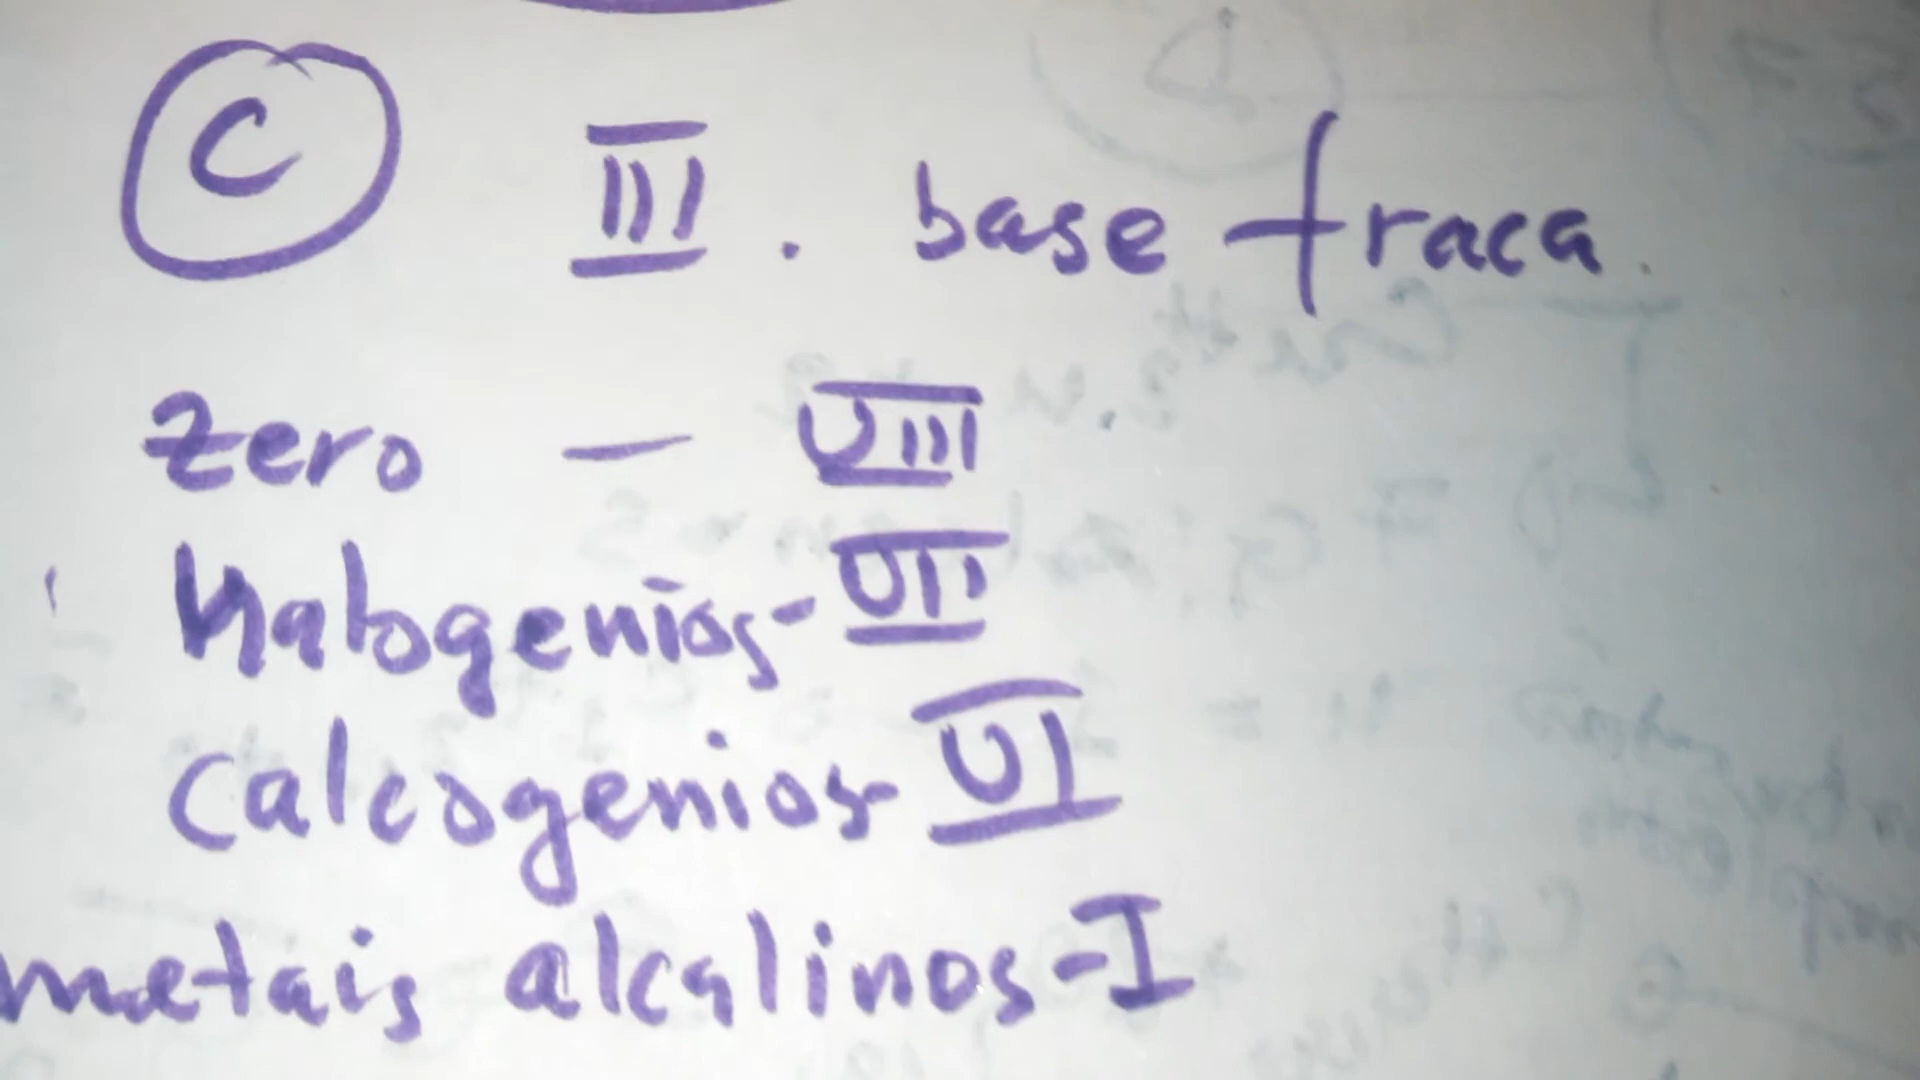 C III. base fraca.
Zero — VIII
halogenios - VII
Calcogenios - VI
metais alcalinos - I